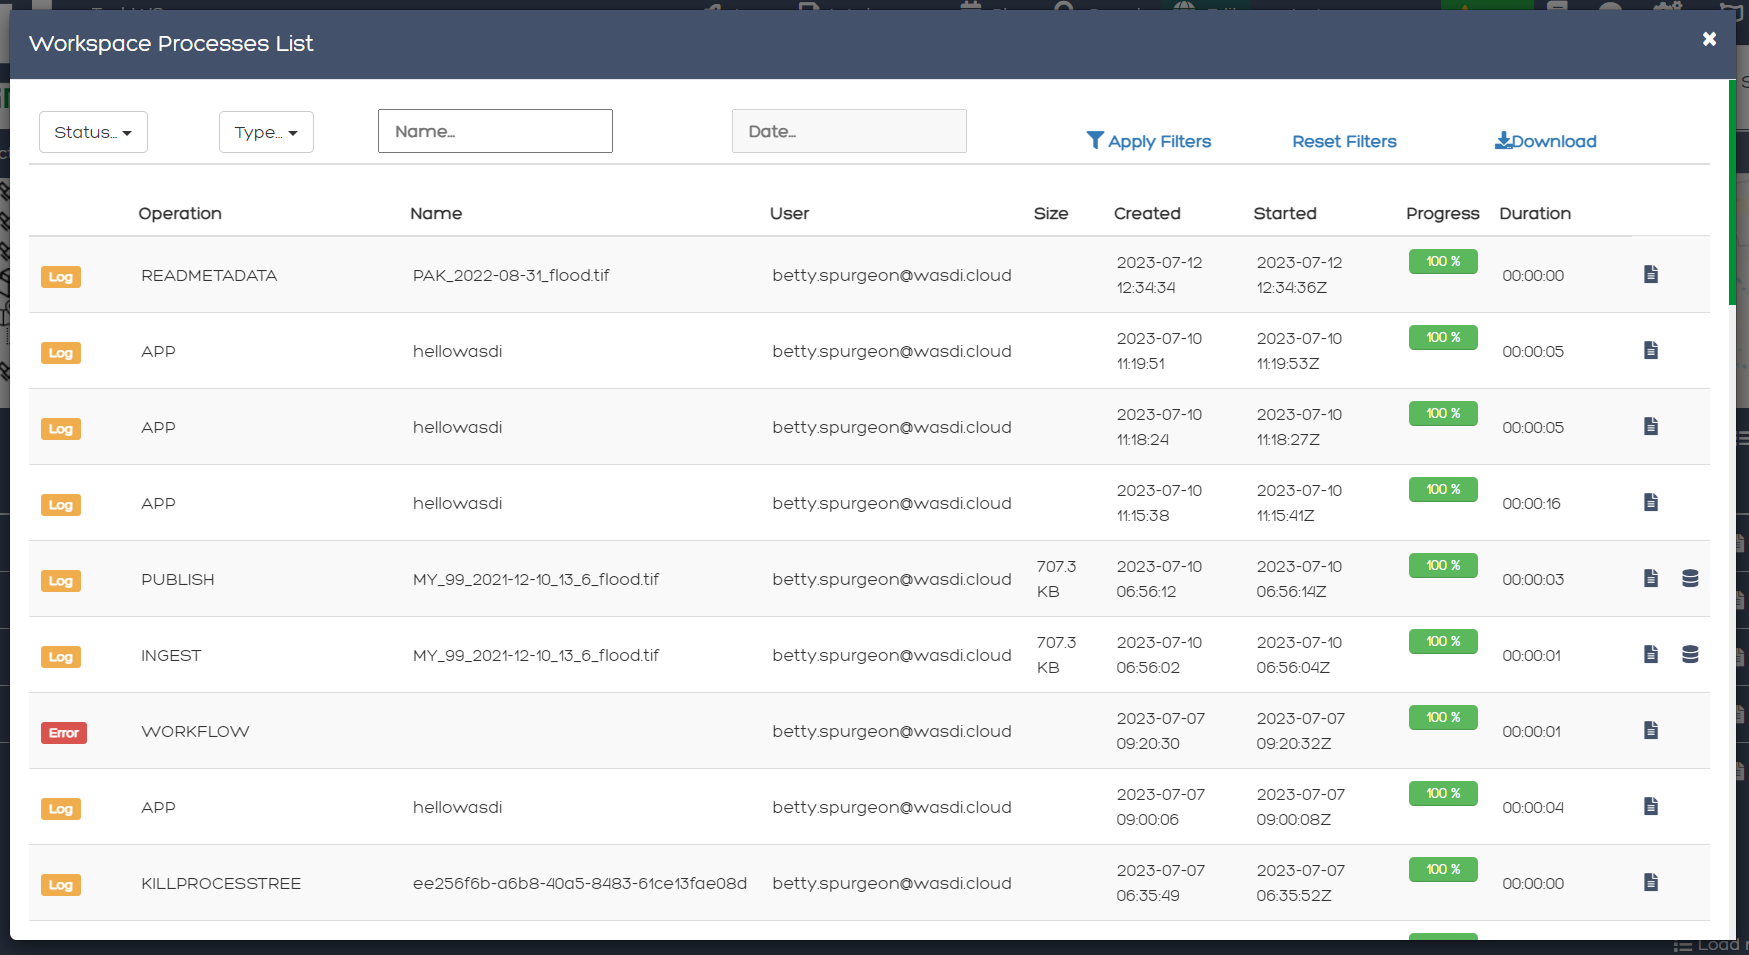 Workspace Processes List
Status... Type... Name... Date... Apply Filters Reset Filters Download
Operation Name User Size Created Started Progress Duration
Log READMETADATA PAK_2022-08-31_flood.tif betty.spurgeon@wasdi.cloud 2023-07-12 12:34:34 2023-07-12 12:34:36Z 100 % 00:00:00
Log APP hellowasdi betty.spurgeon@wasdi.cloud 2023-07-10 11:19:51 2023-07-10 11:19:53Z 100 % 00:00:05
Log APP hellowasdi betty.spurgeon@wasdi.cloud 2023-07-10 11:18:24 2023-07-10 11:18:27Z 100 % 00:00:05
Log APP hellowasdi betty.spurgeon@wasdi.cloud 2023-07-10 11:15:38 2023-07-10 11:15:41Z 100 % 00:00:16
Log PUBLISH MY_99_2021-12-10_13_6_flood.tif betty.spurgeon@wasdi.cloud 707.3 KB 2023-07-10 06:56:12 2023-07-10 06:56:14Z 100 % 00:00:03
Log INGEST MY_99_2021-12-10_13_6_flood.tif betty.spurgeon@wasdi.cloud 707.3 KB 2023-07-10 06:56:02 2023-07-10 06:56:04Z 100 % 00:00:01
Error WORKFLOW betty.spurgeon@wasdi.cloud 2023-07-07 09:20:30 2023-07-07 09:20:32Z 100 % 00:00:01
Log APP hellowasdi betty.spurgeon@wasdi.cloud 2023-07-07 09:00:06 2023-07-07 09:00:08Z 100 % 00:00:04
Log KILLPROCESSTREE ee256f6b-a6b8-40a5-8483-61ce13fae08d betty.spurgeon@wasdi.cloud 2023-07-07 06:35:49 2023-07-07 06:35:52Z 100 % 00:00:00
Load